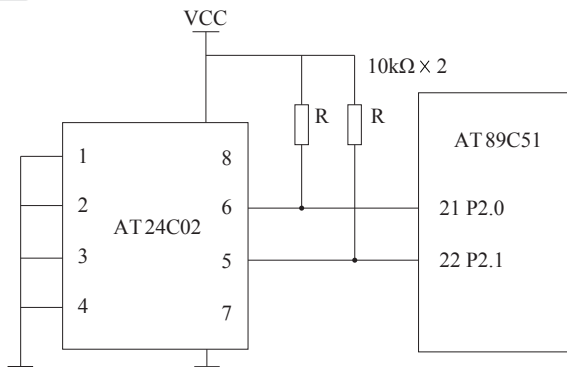 VCC
10kΩ×2
R R
AT89C51
1 8
2 6 21 P2.0
AT24C02
3 5 22 P2.1
4 7